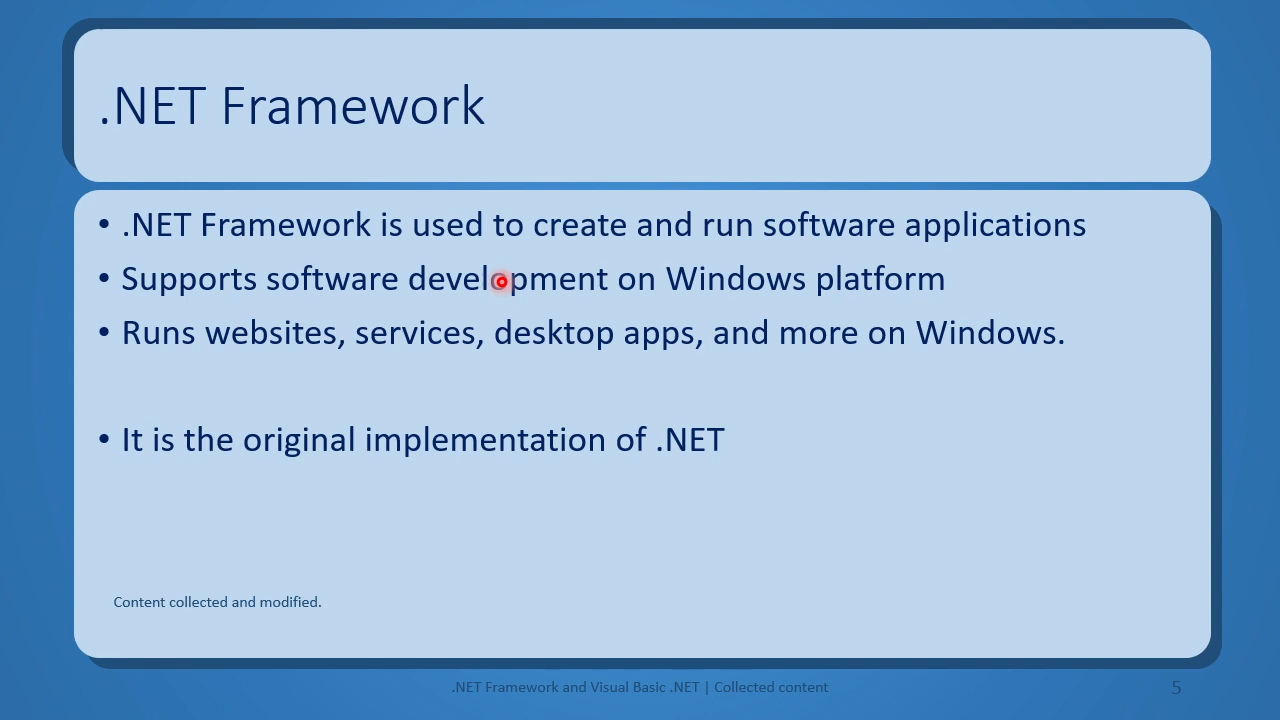 .NET Framework
• .NET Framework is used to create and run software applications
• Supports software development on Windows platform
• Runs websites, services, desktop apps, and more on Windows.
• It is the original implementation of .NET
Content collected and modified.
.NET Framework and Visual Basic .NET | Collected content
5